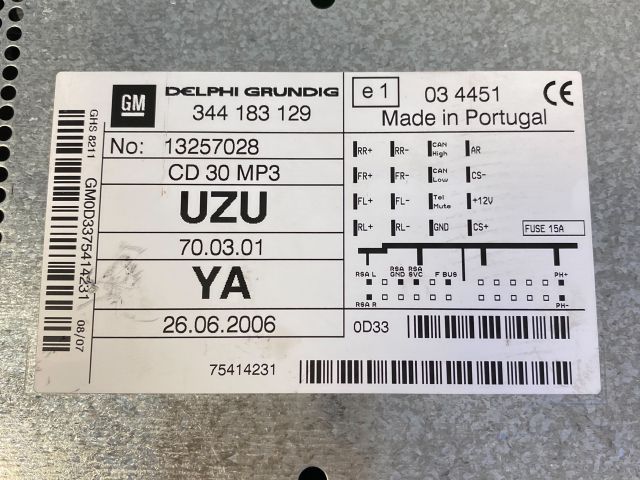 GHS 8211
GM0D3375414231 08/07
GM
DELPHI GRUNDIG
344 183 129
No: 13257028
CD 30 MP3
UZU
70.03.01
YA
26.06.2006
75414231
e1 03 4451 CE
Made in Portugal
RR+ RR- CAN High AR
FR+ FR- CAN Low CS-
FL+ FL- Tel Mute +12V
RL+ RL- GND CS+
FUSE 15A
RSA L RSA GND RSA SVC F BUS PH+
RSA R PH-
0D33